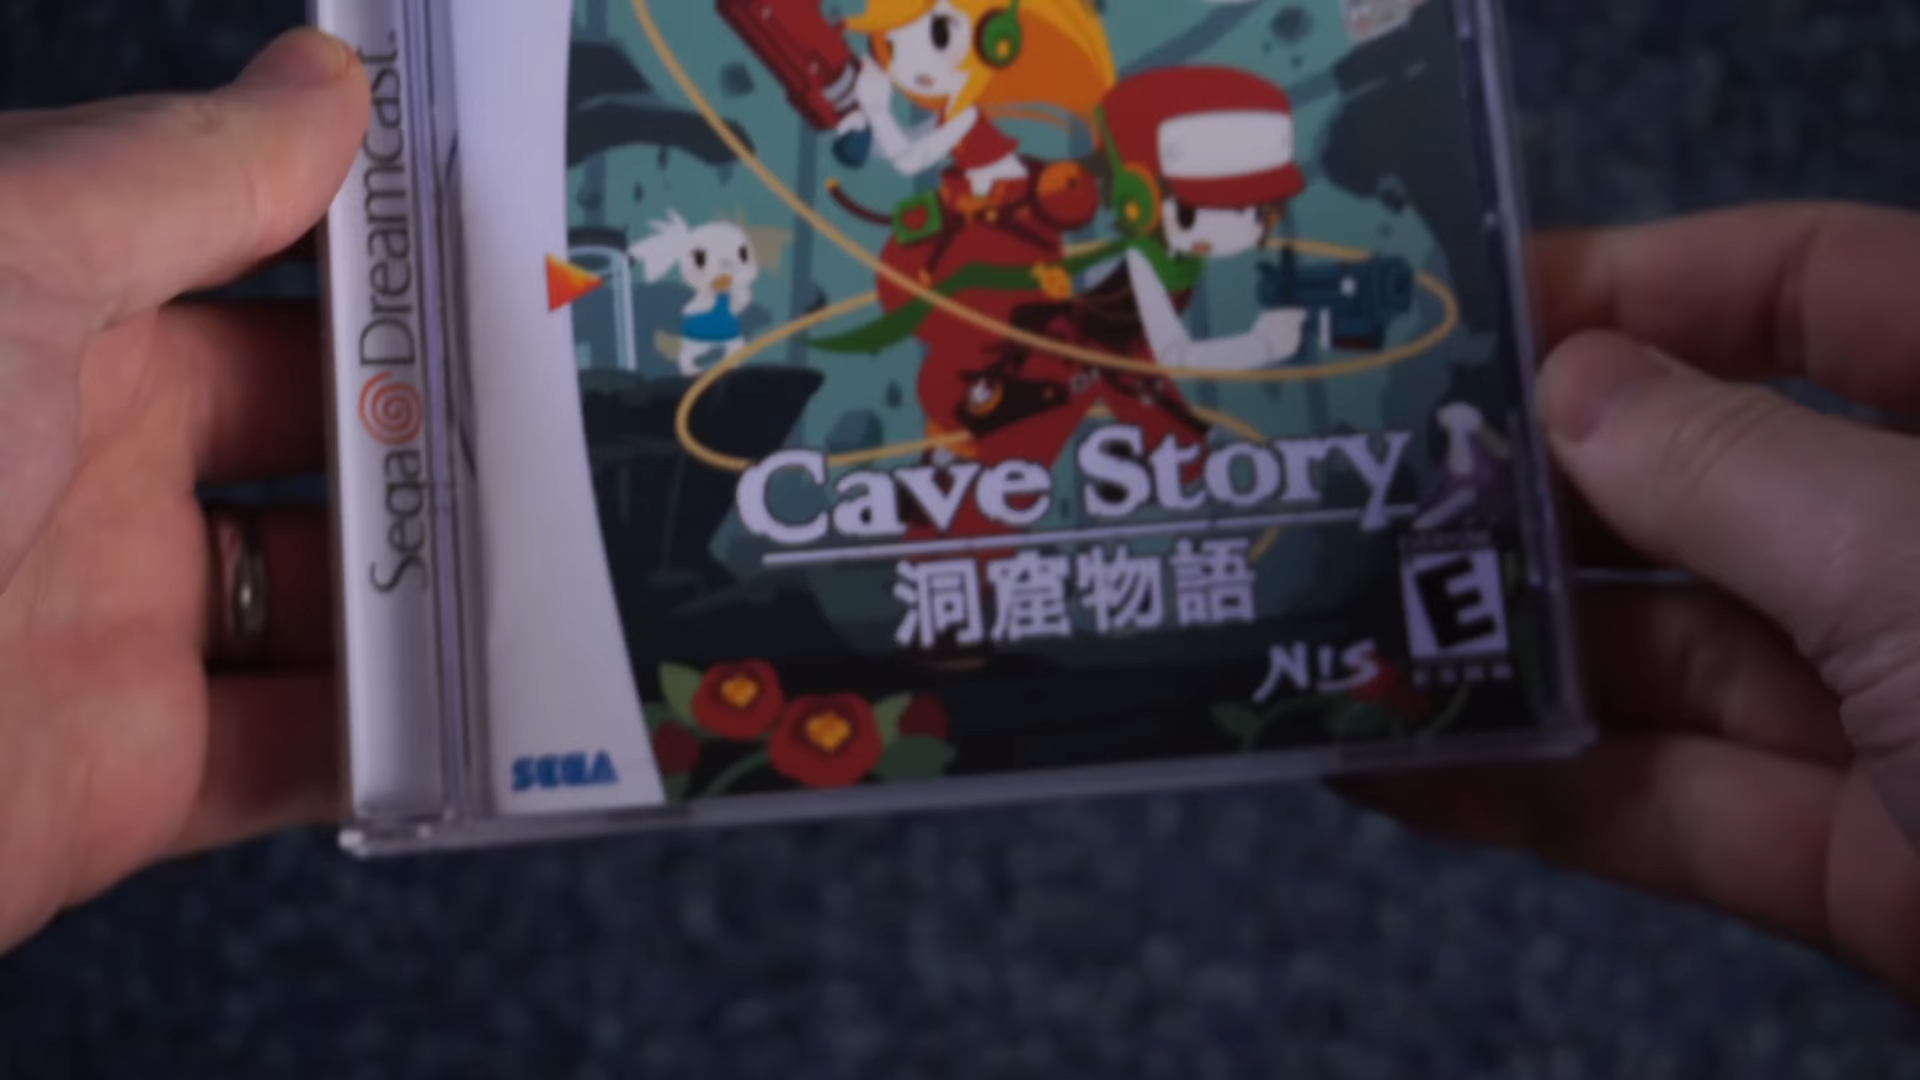 Sega Dreamcast.
Cave Story
洞窟物語
NIS
E
SEGA